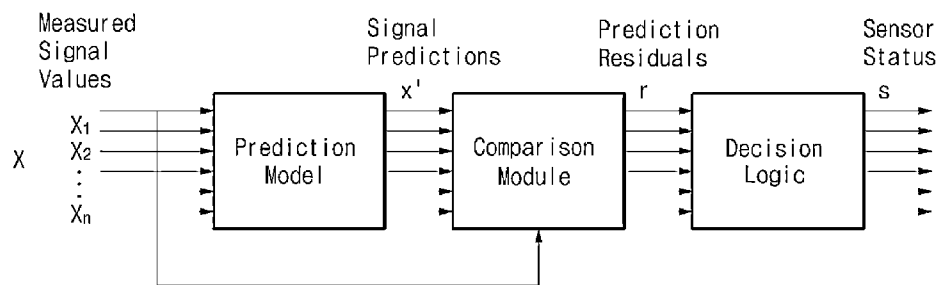 Measured
Signal
Values
Signal
Predictions
Prediction
Residuals
Sensor
Status
x'
r
s
X
X1
X2
Xn
Prediction
Model
Comparison
Module
Decision
Logic